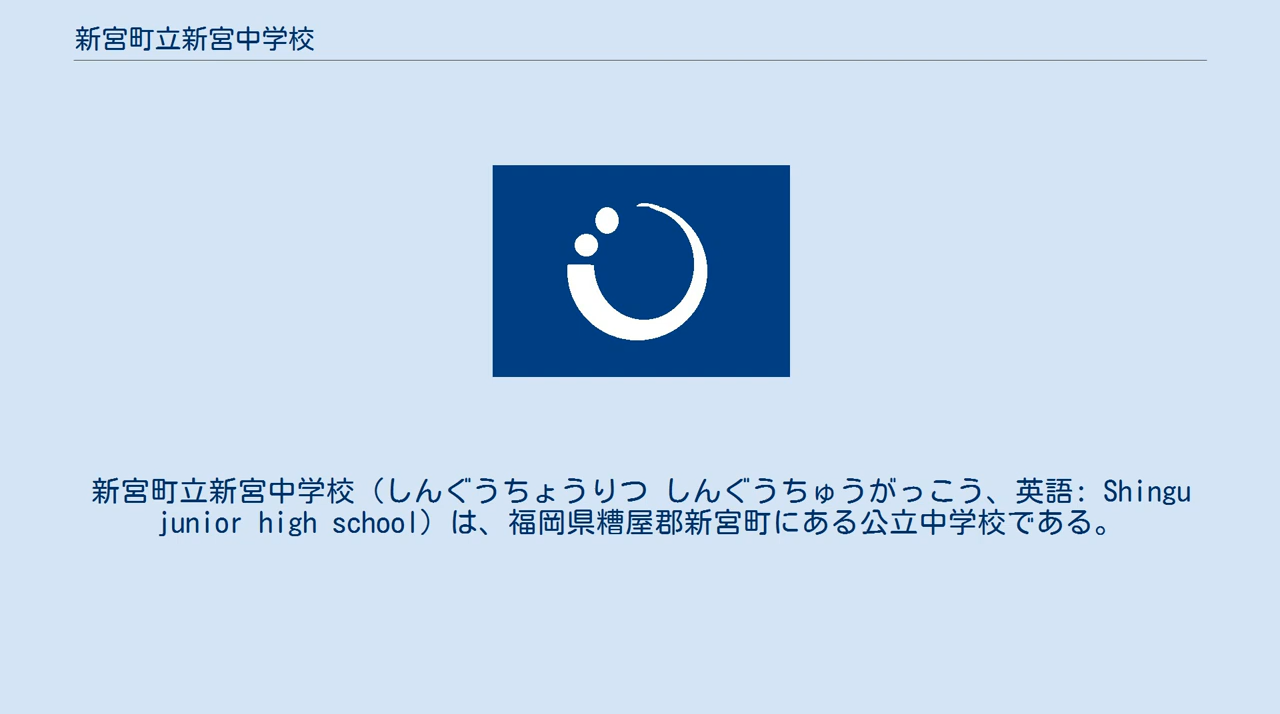 新宮町立新宮中学校
新宮町立新宮中学校（しんぐうちょうりつ しんぐうちゅうがっこう、英語: Shingu
junior high school）は、福岡県糟屋郡新宮町にある公立中学校である。